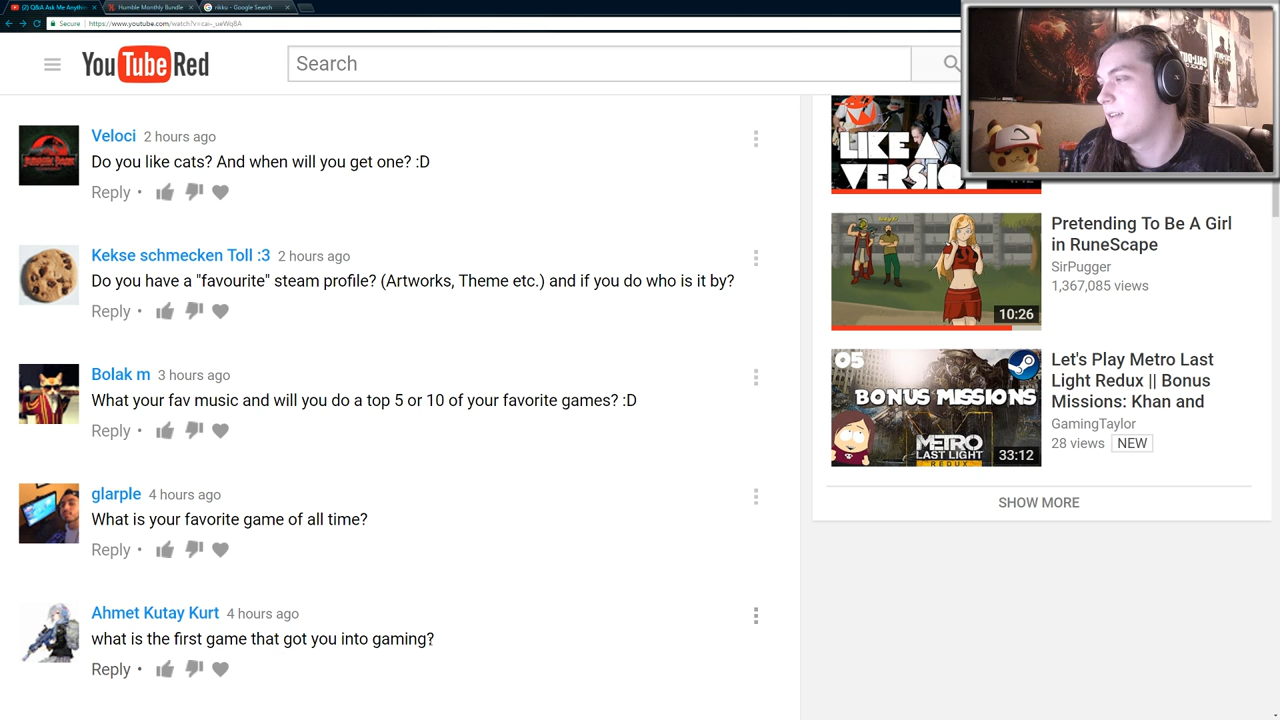 (2) Q&A Ask Me Anythin
Humble Monthly Bundle
rikku - Google Search
Secure
https://www.youtube.com/watch?v=cai-_ueWq8A
YouTube Red
Search
Veloci 2 hours ago
Do you like cats? And when will you get one? :D
Reply •
Kekse schmecken Toll :3 2 hours ago
Do you have a "favourite" steam profile? (Artworks, Theme etc.) and if you do who is it by?
Reply •
Bolak m 3 hours ago
What your fav music and will you do a top 5 or 10 of your favorite games? :D
Reply •
glarple 4 hours ago
What is your favorite game of all time?
Reply •
Ahmet Kutay Kurt 4 hours ago
what is the first game that got you into gaming?
Reply •
LIKE A
VERSION
Pretending To Be A Girl
in RuneScape
SirPugger
1,367,085 views
10:26
05
BONUS MISSIONS
METRO
LAST LIGHT
REDUX
33:12
Let's Play Metro Last
Light Redux || Bonus
Missions: Khan and
GamingTaylor
28 views NEW
SHOW MORE